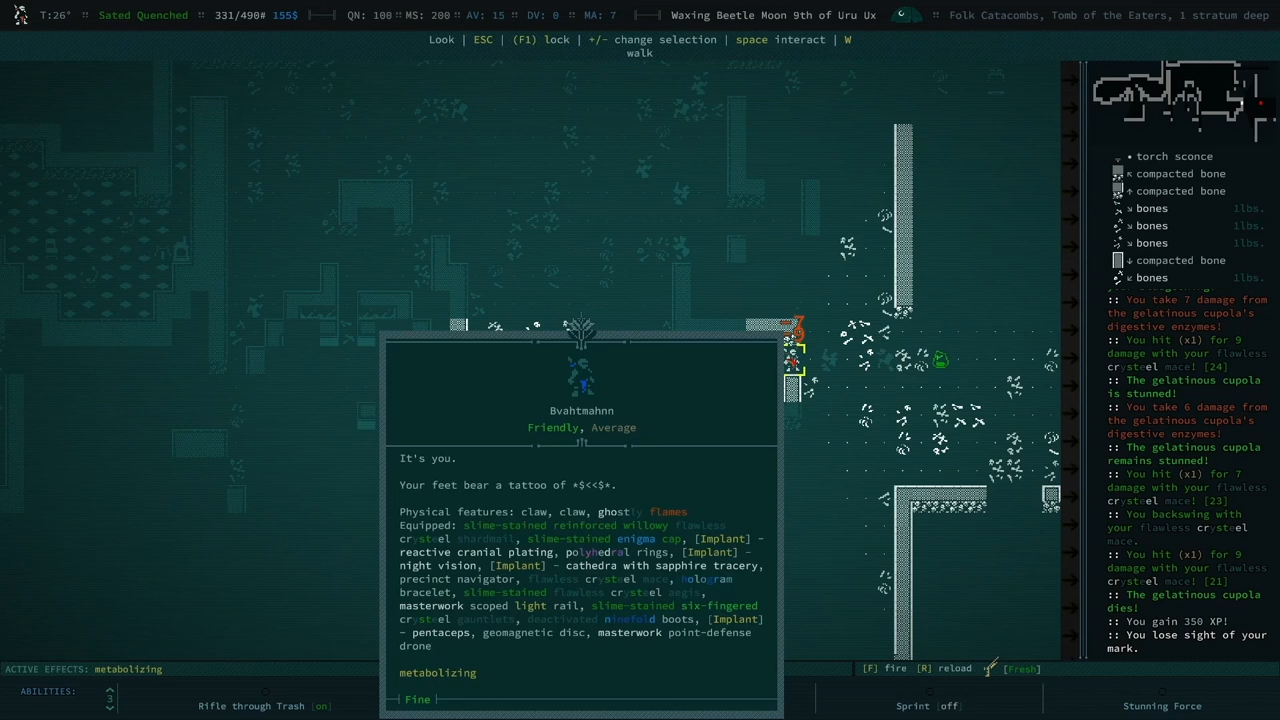 T:26° Sated Quenched :: 331/490# 155$ QN: 100 :: MS: 200 :: AV: 15 :: DV: 0 :: MA: 7 Waxing Beetle Moon 9th of Uru Ux :: Folk Catacombs, Tomb of the Eaters, 1 stratum deep
Look | ESC | (F1) lock | +/- change selection | space interact | W
walk
torch sconce
compacted bone
compacted bone
bones 1lbs.
bones 1lbs.
bones 1lbs.
compacted bone
bones 1lbs.
:: You take 7 damage from
the gelatinous cupola's
digestive enzymes!
:: You hit (x1) for 9
damage with your flawless
crysteel mace! [24]
:: The gelatinous cupola
is stunned!
:: You take 6 damage from
the gelatinous cupola's
digestive enzymes!
:: The gelatinous cupola
remains stunned!
:: You hit (x1) for 7
damage with your flawless
crysteel mace! [23]
:: You backswing with
your flawless crysteel
mace.
:: You hit (x1) for 9
damage with your flawless
crysteel mace! [21]
:: The gelatinous cupola
dies!
:: You gain 350 XP!
:: You lose sight of your
mark.
Bvahtmahnn
Friendly, Average
It's you.
Your feet bear a tattoo of *$<<$*.
Physical features: claw, claw, ghostly flames
Equipped: slime-stained reinforced willowy flawless
crysteel shardmail, slime-stained enigma cap, [Implant] -
reactive cranial plating, polyhedral rings, [Implant] -
night vision, [Implant] - cathedra with sapphire tracery,
precinct navigator, flawless crysteel mace, hologram
bracelet, slime-stained flawless crysteel aegis,
masterwork scoped light rail, slime-stained six-fingered
crysteel gauntlets, deactivated ninefold boots, [Implant]
- pentaceps, geomagnetic disc, masterwork point-defense
drone
metabolizing
Fine
ACTIVE EFFECTS: metabolizing
[F] fire [R] reload [Fresh]
ABILITIES: 3 Rifle through Trash [on] Sprint [off] Stunning Force